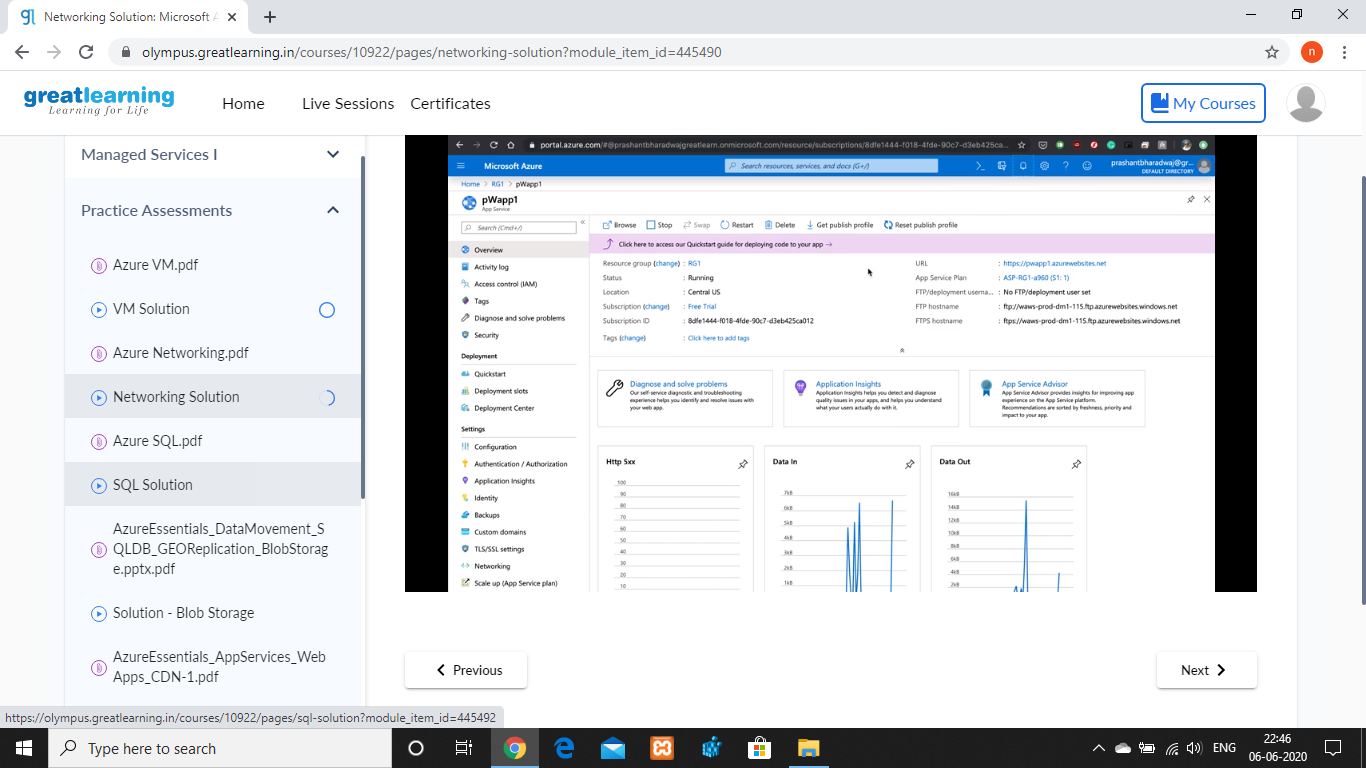 Networking Solution: Microsoft A
olympus.greatlearning.in/courses/10922/pages/networking-solution?module_item_id=445490
n
greatlearning
Learning for Life
Home
Live Sessions
Certificates
My Courses
Managed Services I
Practice Assessments
Azure VM.pdf
VM Solution
Azure Networking.pdf
Networking Solution
Azure SQL.pdf
SQL Solution
AzureEssentials_DataMovement_S
QLDB_GEOReplication_BlobStorag
e.pptx.pdf
Solution - Blob Storage
AzureEssentials_AppServices_Web
Apps_CDN-1.pdf
portal.azure.com/#@prashantbharadwajgreatlearn.onmicrosoft.com/resource/subscriptions/8dfe1444-f018-4fde-90c7-d3eb425ca...
Microsoft Azure
Search resources, services, and docs (G+/)
prashantbharadwaj@gr...
DEFAULT DIRECTORY
Home > RG1 > pWapp1
pWapp1
App Service
Search (Cmd+/)
Overview
Activity log
Access control (IAM)
Tags
Diagnose and solve problems
Security
Deployment
Quickstart
Deployment slots
Deployment Center
Settings
Configuration
Authentication / Authorization
Application Insights
Identity
Backups
Custom domains
TLS/SSL settings
Networking
Scale up (App Service plan)
Browse Stop Swap Restart Delete Get publish profile Reset publish profile
Click here to access our Quickstart guide for deploying code to your app →
Resource group (change) : RG1
Status : Running
Location : Central US
Subscription (change) : Free Trial
Subscription ID : 8dfe1444-f018-4fde-90c7-d3eb425ca012
Tags (change) : Click here to add tags
URL : https://pwapp1.azurewebsites.net
App Service Plan : ASP-RG1-a960 (S1: 1)
FTP/deployment userna... : No FTP/deployment user set
FTP hostname : ftp://waws-prod-dm1-115.ftp.azurewebsites.windows.net
FTPS hostname : ftps://waws-prod-dm1-115.ftp.azurewebsites.windows.net
Diagnose and solve problems
Our self-service diagnostic and troubleshooting
experience helps you identify and resolve issues with
your web app.
Application Insights
Application Insights helps you detect and diagnose
quality issues in your apps, and helps you understand
what your users actually do with it.
App Service Advisor
App Service Advisor provides insights for improving app
experience on the App Service platform.
Recommendations are sorted by freshness, priority and
impact to your app.
Http 5xx
100
90
80
70
60
50
40
30
20
10
Data In
7kB
6kB
5kB
4kB
3kB
2kB
1kB
Data Out
16kB
14kB
12kB
10kB
8kB
6kB
4kB
2kB
Previous
Next
https://olympus.greatlearning.in/courses/10922/pages/sql-solution?module_item_id=445492
Type here to search
ENG
22:46
06-06-2020